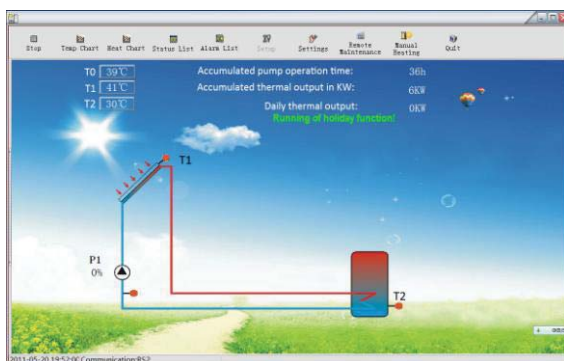 Stop Temp Chart Heat Chart Status List Alarm List Setup Settings Remote Maintenance Manual Heating Quit
T0 39℃ Accumulated pump operation time: 36h
T1 41℃ Accumulated thermal output in KW: 6KW
T2 30℃ Daily thermal output: 0KW
Running of holiday function!
T1
P1
0%
T2
2011-05-20 19:52:00 Communication:RS2